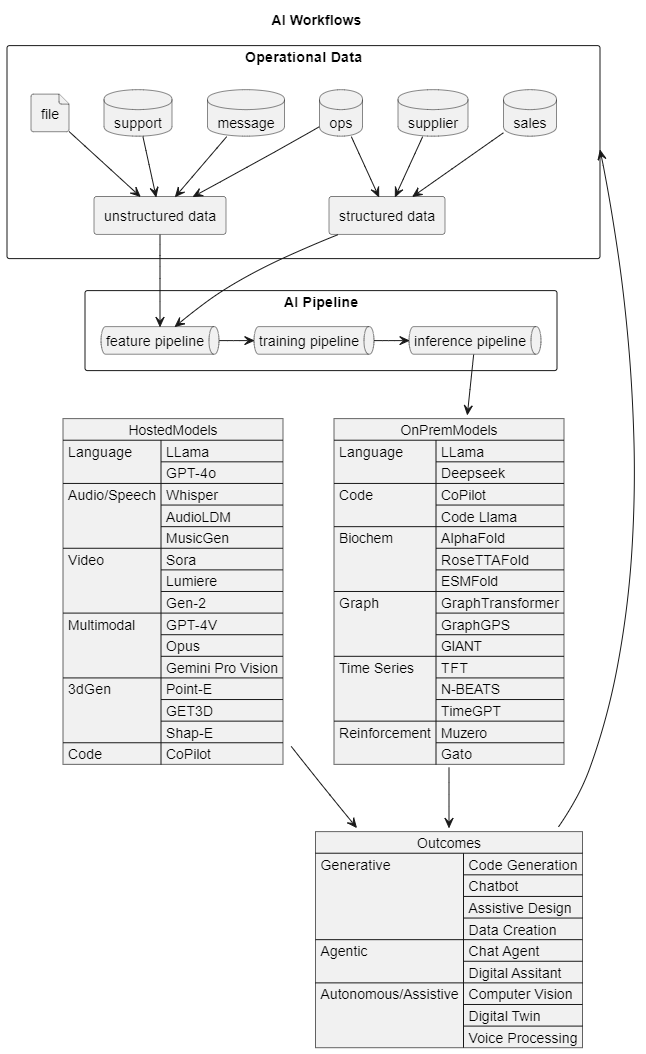 AI Workflows
Operational Data
file
support
message
ops
supplier
sales
unstructured data
structured data
AI Pipeline
feature pipeline
training pipeline
inference pipeline
HostedModels
Language
LLama
GPT-4o
Audio/Speech
Whisper
AudioLDM
MusicGen
Video
Sora
Lumiere
Gen-2
Multimodal
GPT-4V
Opus
Gemini Pro Vision
3dGen
Point-E
GET3D
Shap-E
Code
CoPilot
OnPremModels
Language
LLama
Deepseek
Code
CoPilot
Code Llama
Biochem
AlphaFold
RoseTTAFold
ESMFold
Graph
GraphTransformer
GraphGPS
GIANT
Time Series
TFT
N-BEATS
TimeGPT
Reinforcement
Muzero
Gato
Outcomes
Generative
Code Generation
Chatbot
Assistive Design
Data Creation
Agentic
Chat Agent
Digital Assitant
Autonomous/Assistive
Computer Vision
Digital Twin
Voice Processing